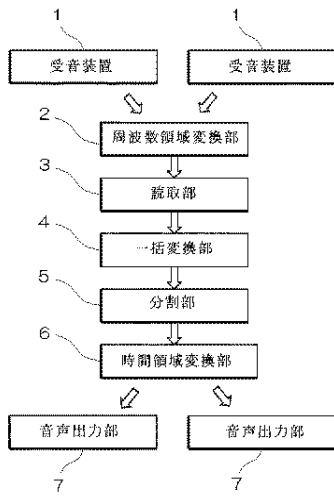 1 1
受音装置 受音装置
2
周波数領域変換部
3
読取部
4
一括変換部
5
分割部
6
時間領域変換部
音声出力部 音声出力部
7 7